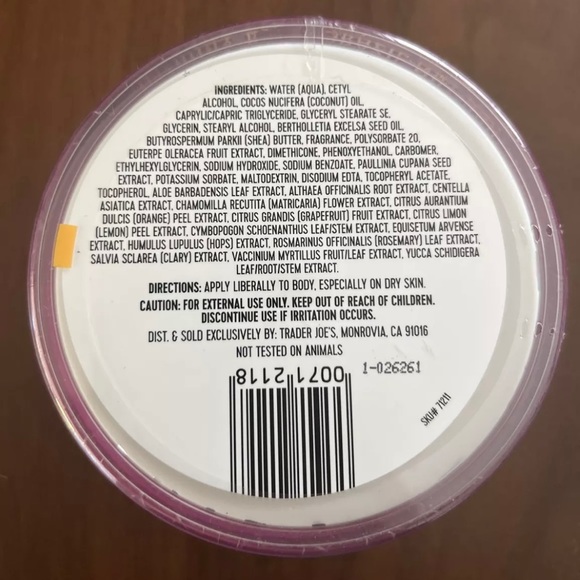 INGREDIENTS: WATER (AQUA), CETYL
ALCOHOL, COCOS NUCIFERA (COCONUT) OIL,
CAPRYLIC/CAPRIC TRIGLYCERIDE, GLYCERYL STEARATE SE,
GLYCERIN, STEARYL ALCOHOL, BERTHOLLETIA EXCELSA SEED OIL,
BUTYROSPERMUM PARKII (SHEA) BUTTER, FRAGRANCE, POLYSORBATE 20,
EUTERPE OLERACEA FRUIT EXTRACT, DIMETHICONE, PHENOXYETHANOL, CARBOMER,
ETHYLHEXYLGLYCERIN, SODIUM HYDROXIDE, SODIUM BENZOATE, PAULLINIA CUPANA SEED
EXTRACT, POTASSIUM SORBATE, MALTODEXTRIN, DISODIUM EDTA, TOCOPHERYL ACETATE,
TOCOPHEROL, ALOE BARBADENSIS LEAF EXTRACT, ALTHAEA OFFICINALIS ROOT EXTRACT, CENTELLA
ASIATICA EXTRACT, CHAMOMILLA RECUTITA (MATRICARIA) FLOWER EXTRACT, CITRUS AURANTIUM
DULCIS (ORANGE) PEEL EXTRACT, CITRUS GRANDIS (GRAPEFRUIT) FRUIT EXTRACT, CITRUS LIMON
(LEMON) PEEL EXTRACT, CYMBOPOGON SCHOENANTHUS LEAF/STEM EXTRACT, EQUISETUM ARVENSE
EXTRACT, HUMULUS LUPULUS (HOPS) EXTRACT, ROSMARINUS OFFICINALIS (ROSEMARY) LEAF EXTRACT,
SALVIA SCLAREA (CLARY) EXTRACT, VACCINIUM MYRTILLUS FRUIT/LEAF EXTRACT, YUCCA SCHIDIGERA
LEAF/ROOT/STEM EXTRACT.
DIRECTIONS: APPLY LIBERALLY TO BODY, ESPECIALLY ON DRY SKIN.
CAUTION: FOR EXTERNAL USE ONLY. KEEP OUT OF REACH OF CHILDREN.
DISCONTINUE USE IF IRRITATION OCCURS.
DIST. & SOLD EXCLUSIVELY BY: TRADER JOE'S, MONROVIA, CA 91016
NOT TESTED ON ANIMALS
0071 2118
1-026261
SKU# 71211